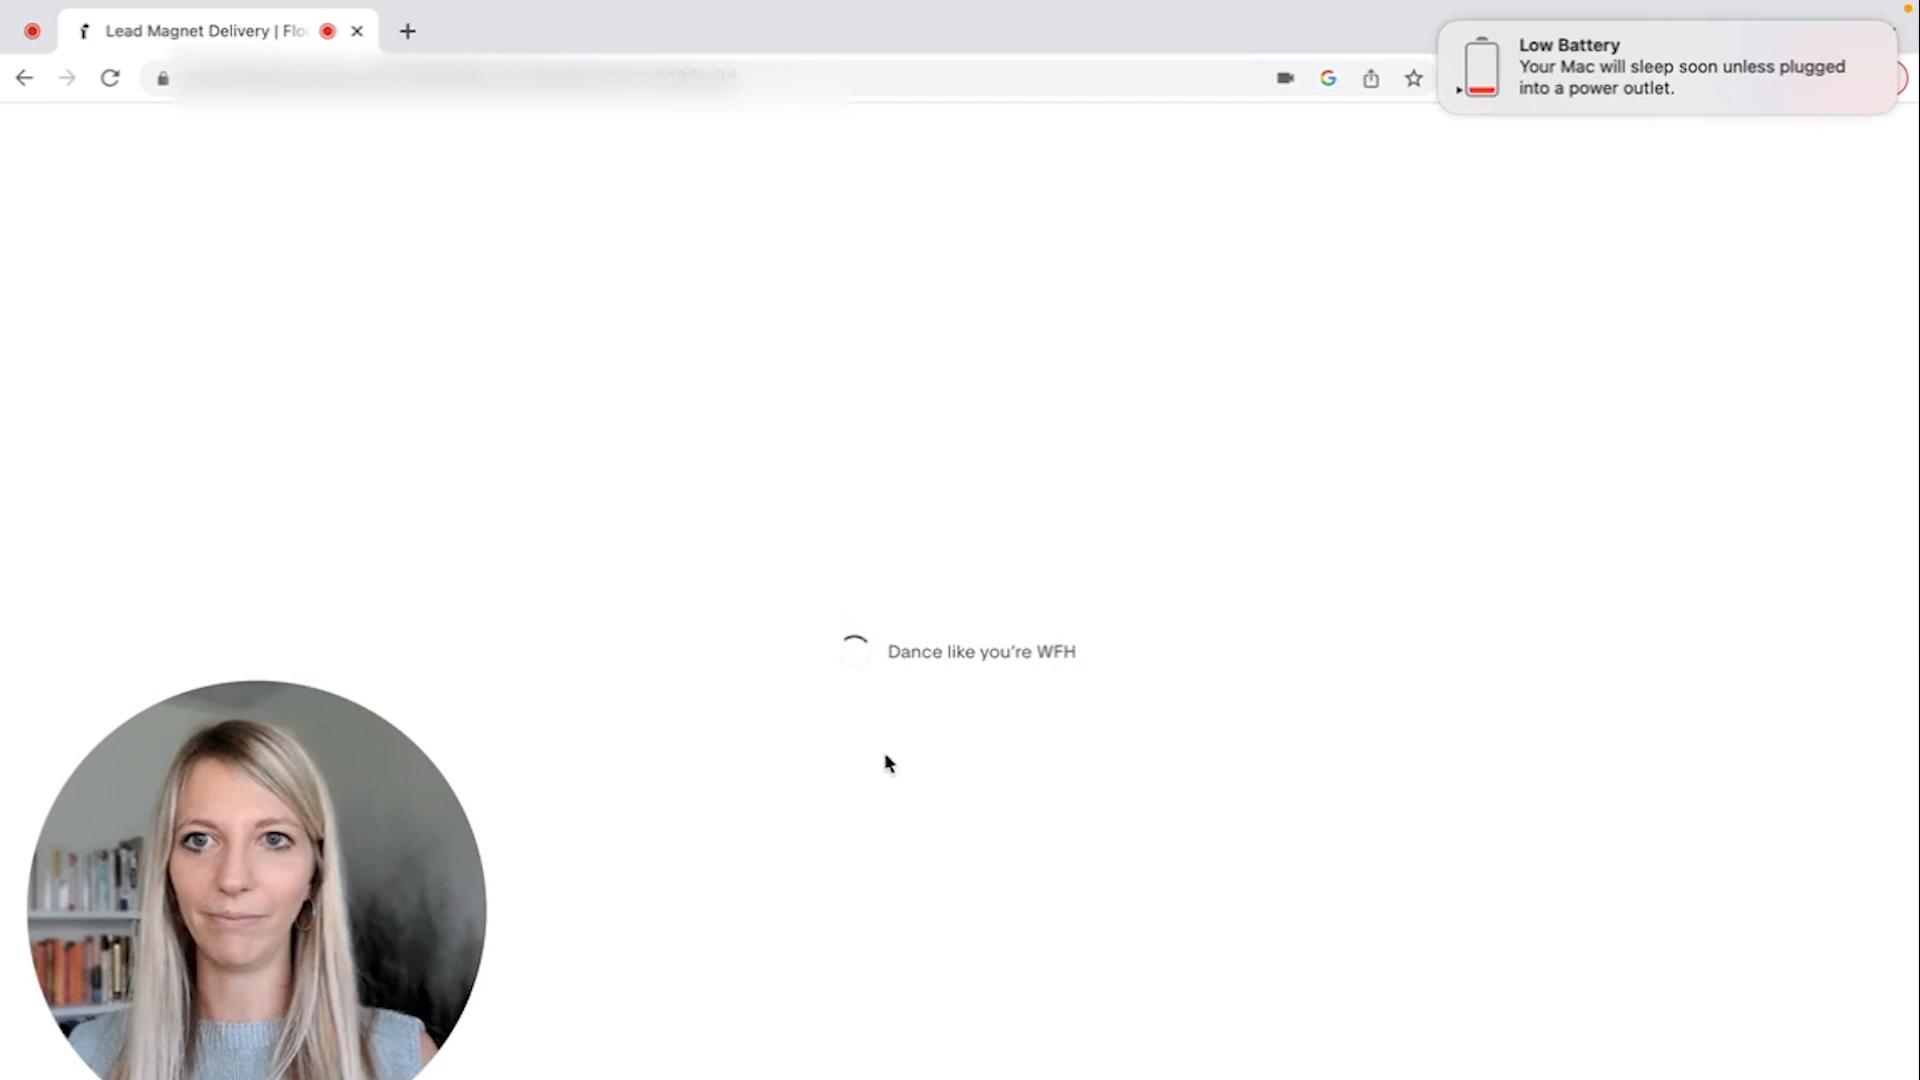 Lead Magnet Delivery | Flo
Low Battery
Your Mac will sleep soon unless plugged
into a power outlet.
Dance like you're WFH